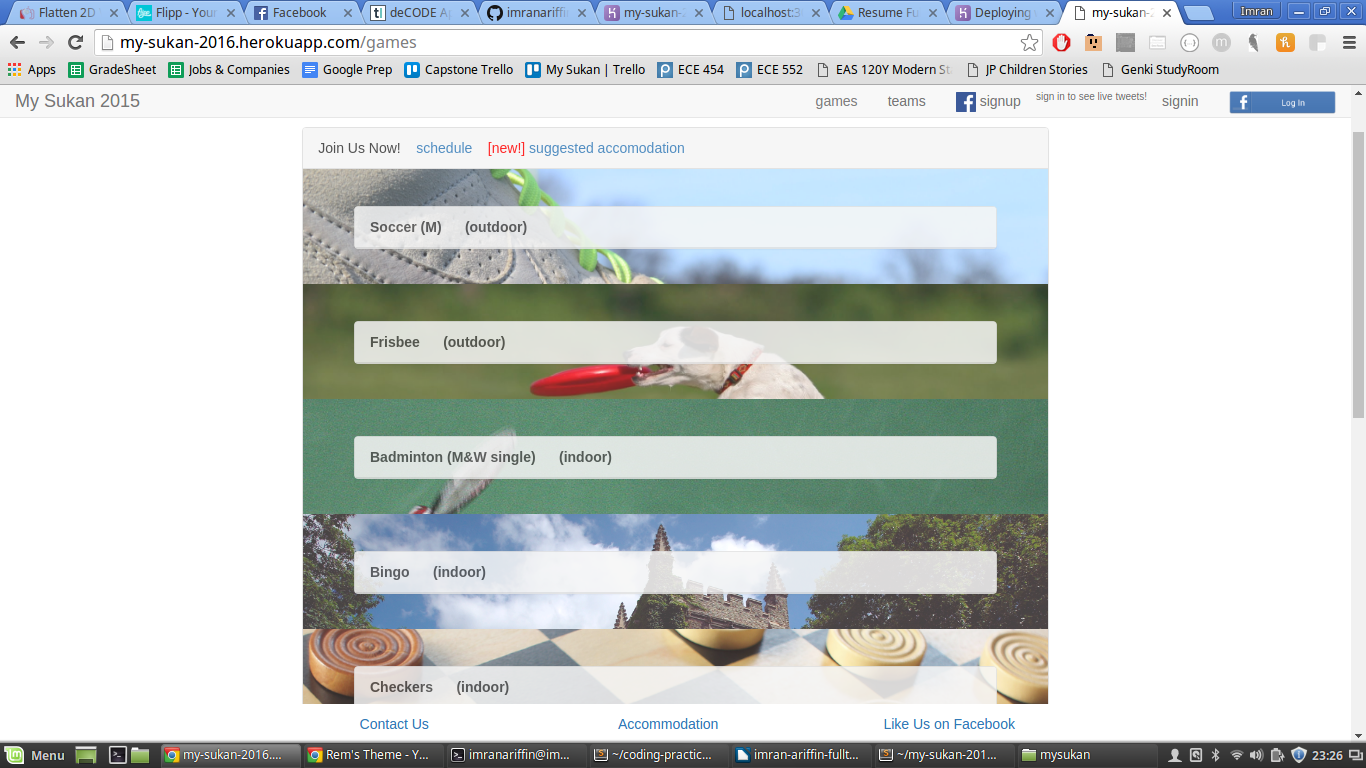 Flatten 2D
Flipp - Your
Facebook
deCODE Ap
imranariffin
my-sukan-2
localhost:3
Resume Fu
Deploying
my-sukan-2
Imran
my-sukan-2016.herokuapp.com/games
Apps
GradeSheet
Jobs & Companies
Google Prep
Capstone Trello
My Sukan | Trello
ECE 454
ECE 552
EAS 120Y Modern St
JP Children Stories
Genki StudyRoom
My Sukan 2015
games
teams
signup
sign in to see live tweets!
signin
Log In
Join Us Now! schedule [new!] suggested accomodation
Soccer (M) (outdoor)
Frisbee (outdoor)
Badminton (M&W single) (indoor)
Bingo (indoor)
Checkers (indoor)
Contact Us
Accommodation
Like Us on Facebook
Menu
my-sukan-2016....
Rem's Theme - Y...
imranariffin@im...
~/coding-practic...
imran-ariffin-fullt...
~/my-sukan-201...
mysukan
23:26